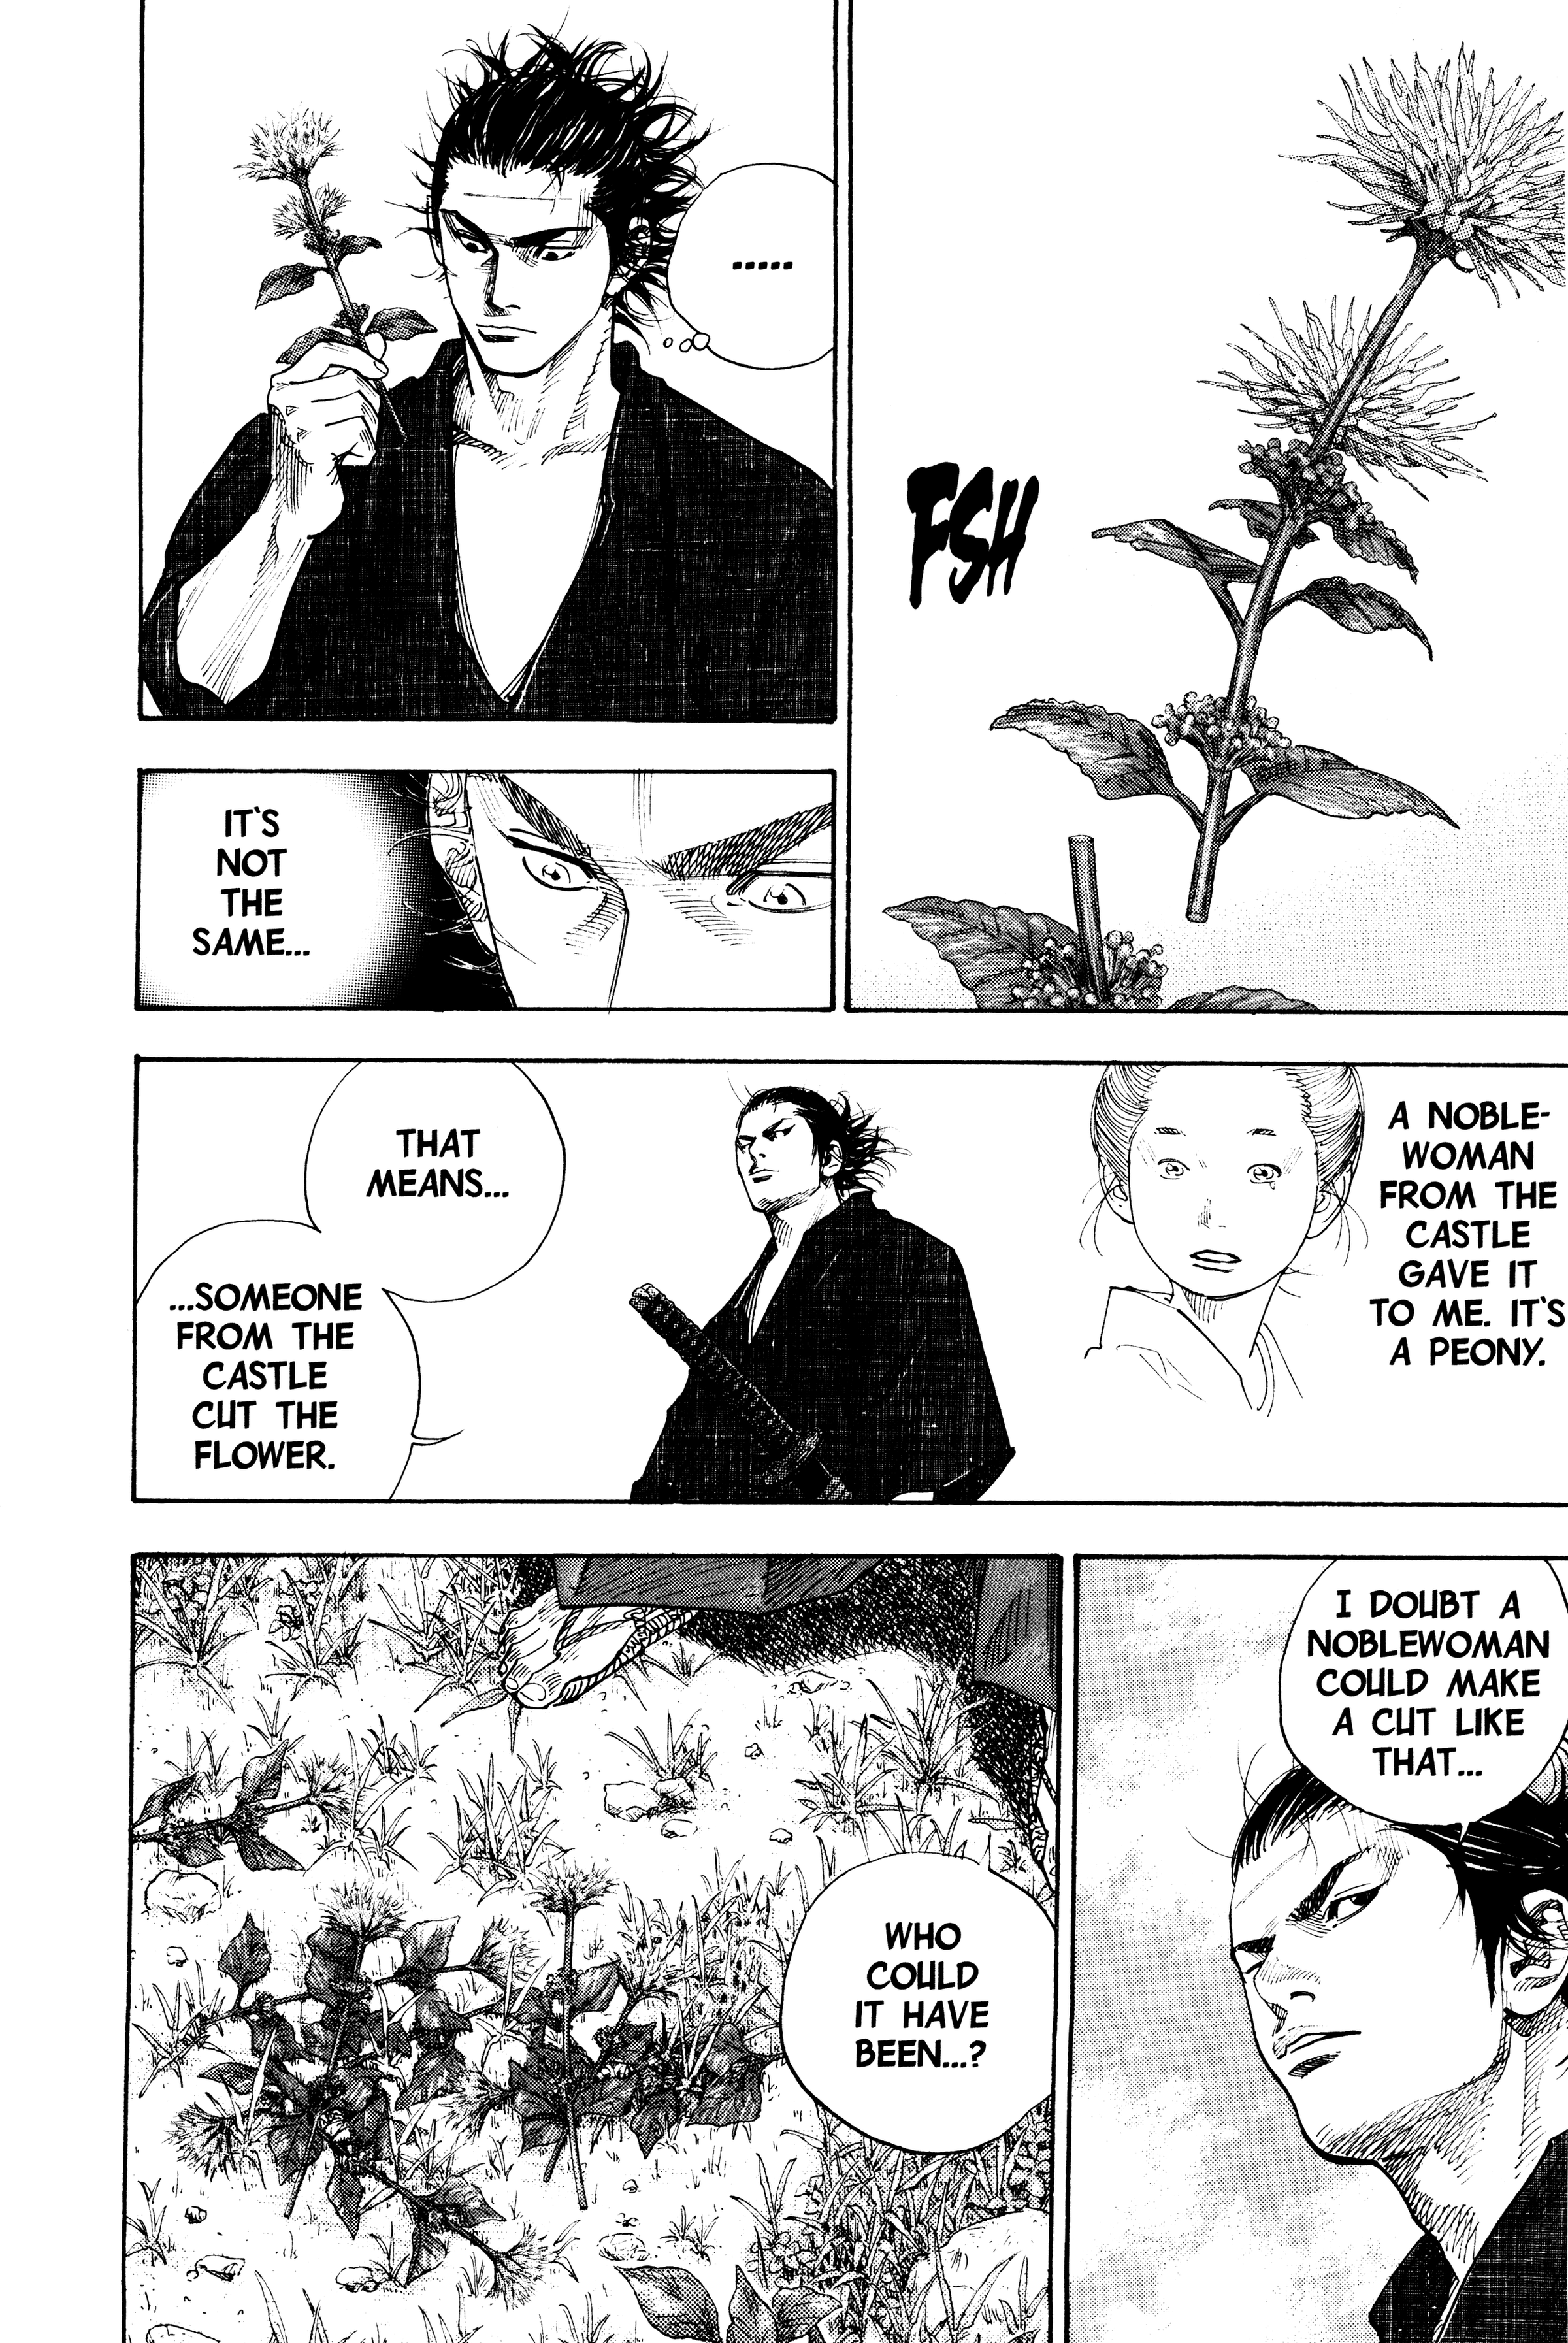 FSH
.....
IT'S
NOT
THE
SAME...
A NOBLE-
WOMAN
FROM THE
CASTLE
GAVE IT
TO ME. IT'S
A PEONY.
THAT
MEANS...
...SOMEONE
FROM THE
CASTLE
CUT THE
FLOWER.
I DOUBT A
NOBLEWOMAN
COULD MAKE
A CUT LIKE
THAT...
WHO
COULD
IT HAVE
BEEN...?